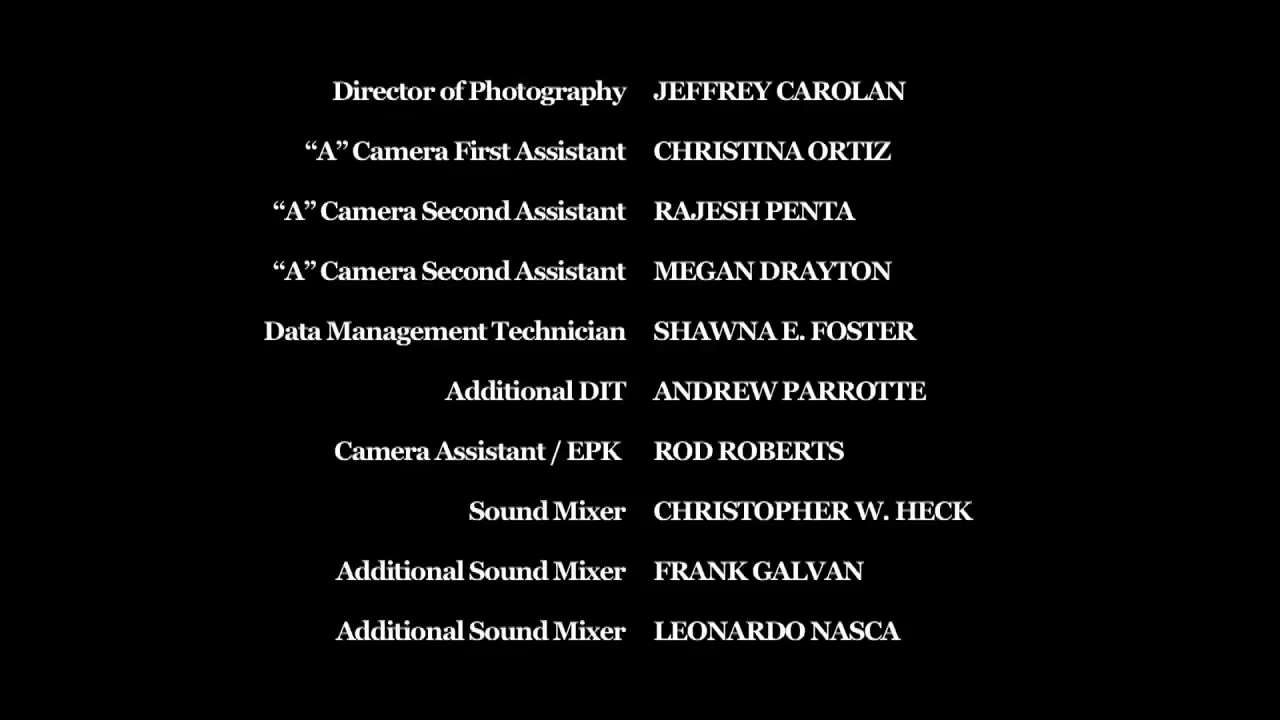 Director of Photography JEFFREY CAROLAN
“A” Camera First Assistant CHRISTINA ORTIZ
“A” Camera Second Assistant RAJESH PENTA
“A” Camera Second Assistant MEGAN DRAYTON
Data Management Technician SHAWNA E. FOSTER
Additional DIT ANDREW PARROTTE
Camera Assistant / EPK ROD ROBERTS
Sound Mixer CHRISTOPHER W. HECK
Additional Sound Mixer FRANK GALVAN
Additional Sound Mixer LEONARDO NASCA